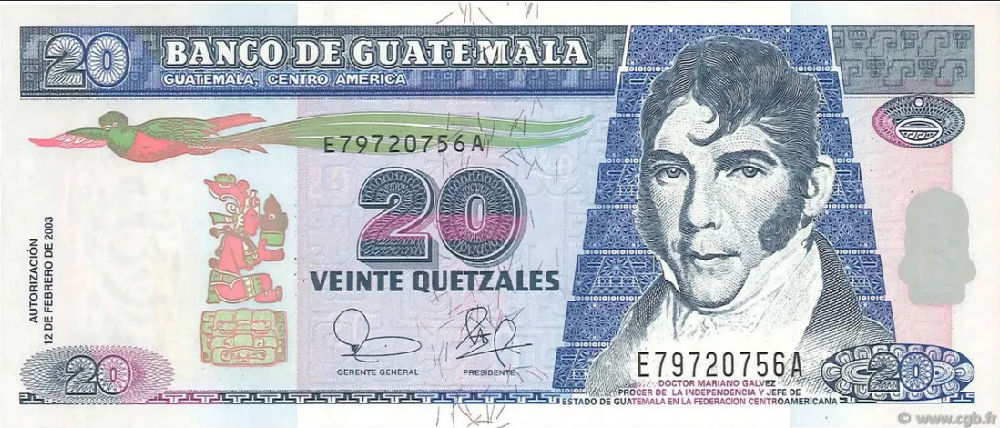 20 BANCO DE GUATEMALA
GUATEMALA, CENTRO AMERICA
E79720756A
20
VEINTE QUETZALES
AUTORIZACIÓN
12 DE FEBRERO DE 2003
GERENTE GENERAL PRESIDENTE
E79720756A
20
20
DOCTOR MARIANO GALVEZ
PROCER DE LA INDEPENDENCIA Y JEFE DE
ESTADO DE GUATEMALA EN LA FEDERACION CENTROAMERICANA
© www.cgb.fr